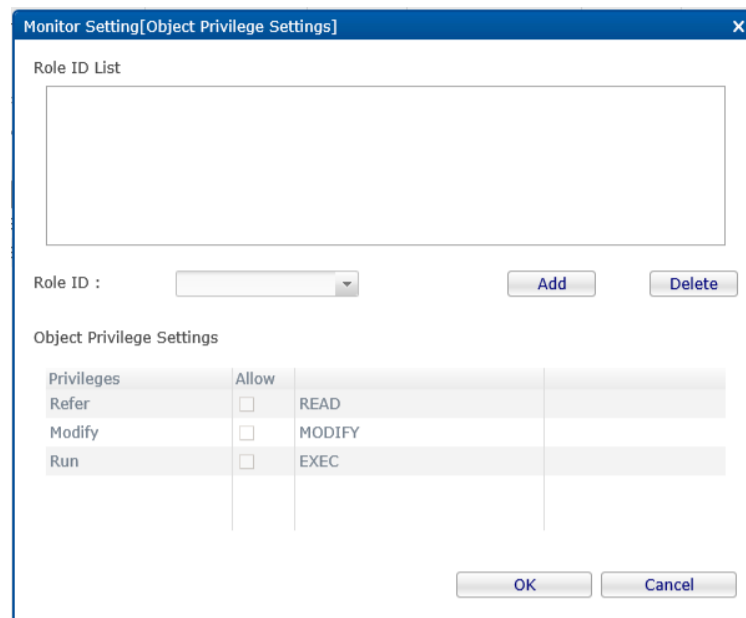 Monitor Setting[Object Privilege Settings]
Role ID List
Role ID :
Add
Delete
Object Privilege Settings
Privileges Allow
Refer READ
Modify MODIFY
Run EXEC
OK
Cancel